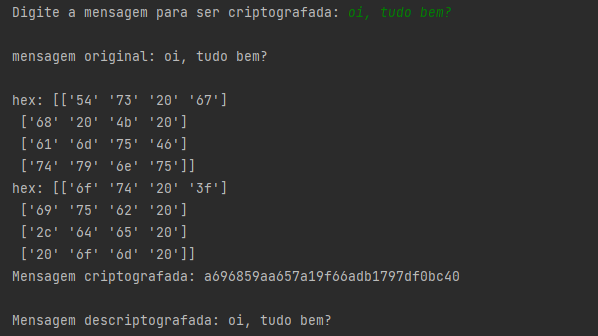 Digite a mensagem para ser criptografada: oi, tudo bem?
mensagem original: oi, tudo bem?
hex: [['54' '73' '20' '67']
['68' '20' '4b' '20']
['61' '6d' '75' '46']
['74' '79' '6e' '75']]
hex: [['6f' '74' '20' '3f']
['69' '75' '62' '20']
['2c' '64' '65' '20']
['20' '6f' '6d' '20']]
Mensagem criptografada: a696859aa657a19f66adb1797df0bc40
Mensagem descriptografada: oi, tudo bem?